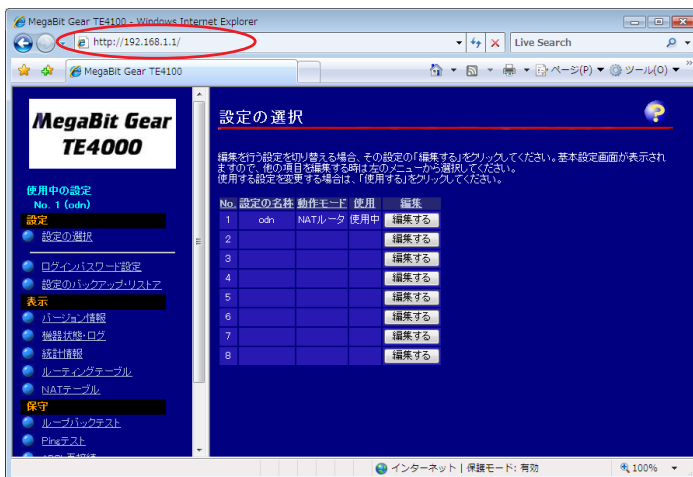 MegaBit Gear TE4100 - Windows Internet Explorer
http://192.168.1.1/
Live Search
MegaBit Gear TE4100
ページ(P)
ツール(O)
»
MegaBit Gear
TE4000
使用中の設定
No. 1 (odn)
設定
設定の選択
ログインパスワード設定
設定のバックアップ・リストア
表示
バージョン情報
機器状態・ログ
統計情報
ルーティングテーブル
NATテーブル
保守
ループバックテスト
Pingテスト
設定の選択
?
編集を行う設定を切り替える場合、その設定の「編集する」をクリックしてください。基本設定画面が表示され
ますので、他の項目を編集する時は左のメニューから選択してください。
使用する設定を変更する場合は、「使用する」をクリックしてください。
No. 設定の名称 動作モード 使用 編集
1 odn NATルータ 使用中 編集する
2 編集する
3 編集する
4 編集する
5 編集する
6 編集する
7 編集する
8 編集する
インターネット | 保護モード: 有効
100%